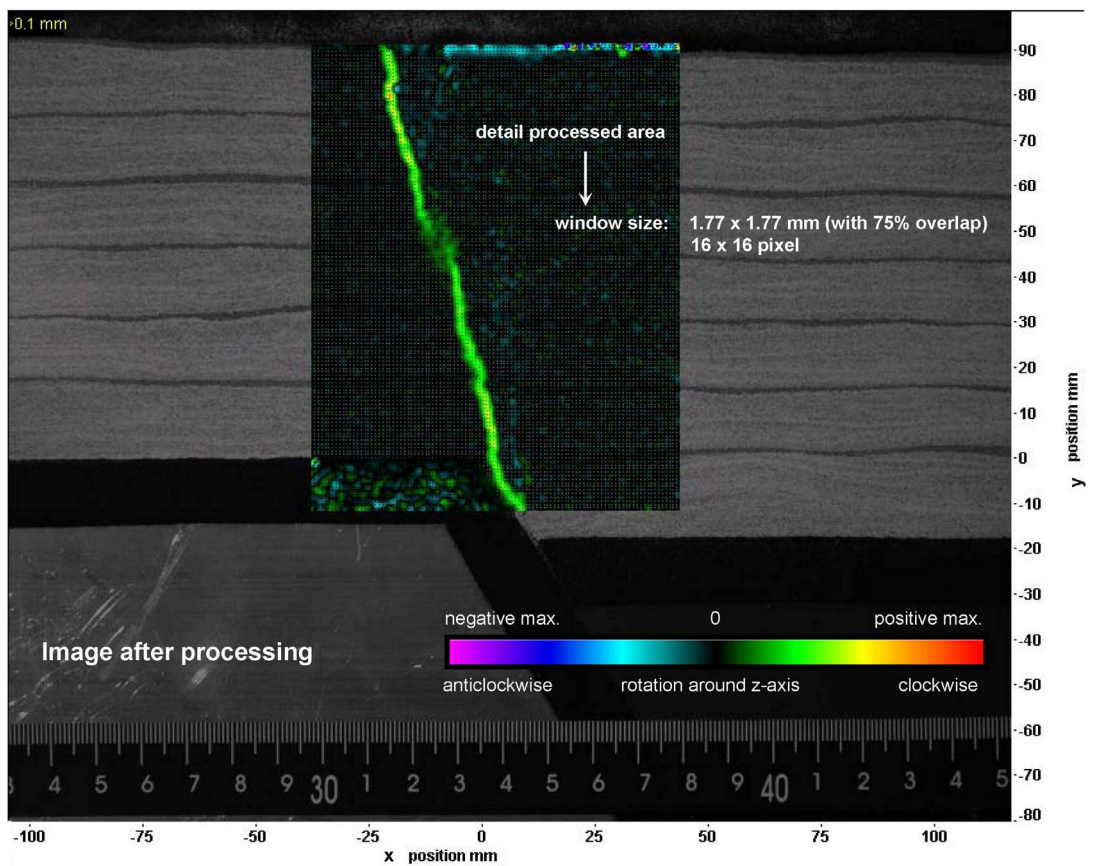 >0.1 mm
90
80
detail processed area
70
60
window size: 1.77 x 1.77 mm (with 75% overlap)
16 x 16 pixel
50
40
30
20
10
0
-10
-20
-30
-40
-50
-60
-70
-80
y position mm
negative max. 0 positive max.
Image after processing
anticlockwise rotation around z-axis clockwise
4 5 6 7 8 9 30 1 2 3 4 5 6 7 8 9 40 1 2 3 4 5
-100 -75 -50 -25 0 25 50 75 100
x position mm